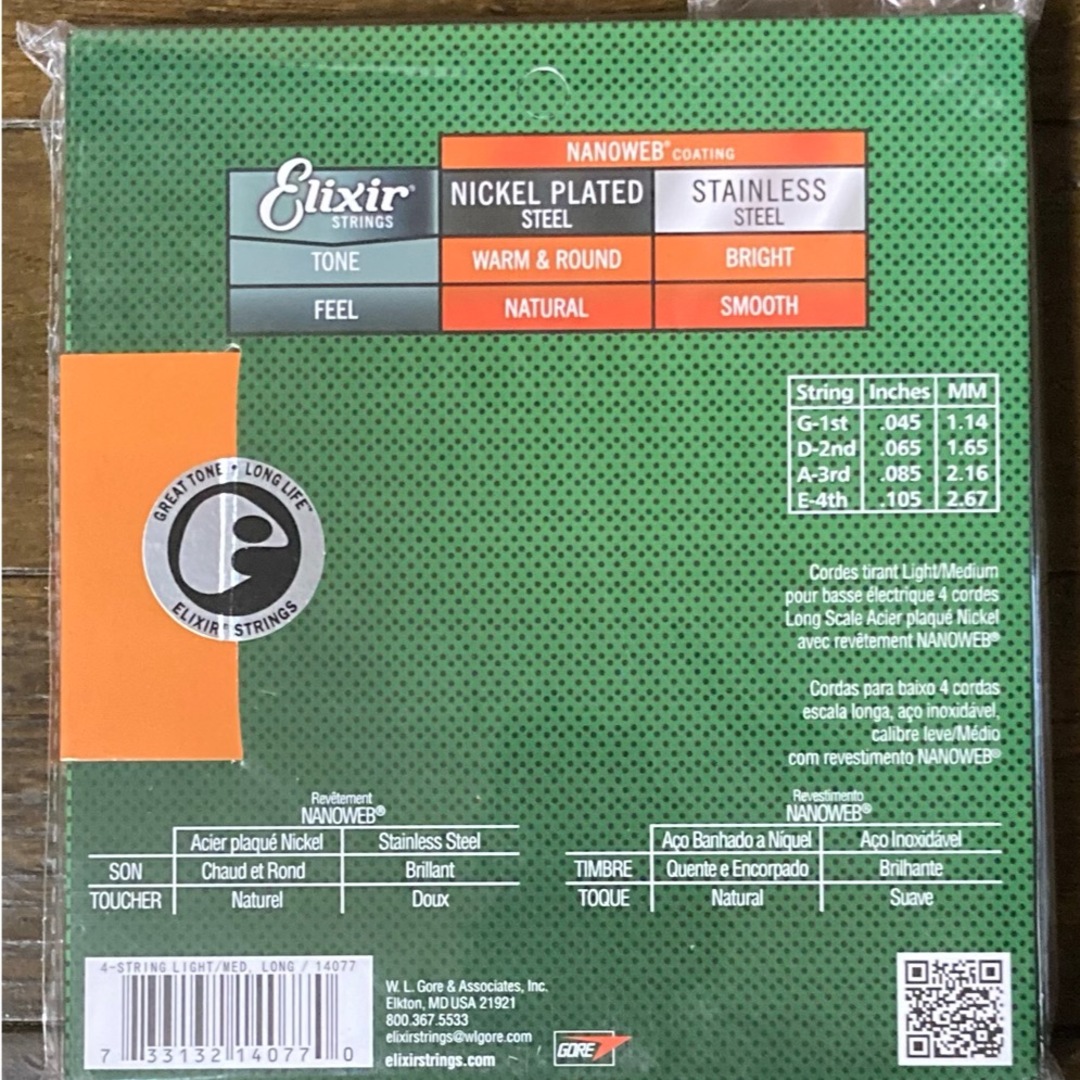 NANOWEB® COATING
Elixir® STRINGS
NICKEL PLATED STEEL
STAINLESS STEEL
TONE WARM & ROUND BRIGHT
FEEL NATURAL SMOOTH
String Inches MM
G-1st .045 1.14
D-2nd .065 1.65
A-3rd .085 2.16
E-4th .105 2.67
GREAT TONE • LONG LIFE™
ELIXIR® STRINGS
Cordes tirant Light/Medium
pour basse électrique 4 cordes
Long Scale Acier plaqué Nickel
avec revêtement NANOWEB®
Cordas para baixo 4 cordas
escala longa, aço inoxidável,
calibre leve/Médio
com revestimento NANOWEB®
Revêtement
NANOWEB®
Acier plaqué Nickel Stainless Steel
SON Chaud et Rond Brillant
TOUCHER Naturel Doux
Revestimento
NANOWEB®
Aço Banhado a Níquel Aço Inoxidável
TIMBRE Quente e Encorpado Brilhante
TOQUE Natural Suave
4-STRING LIGHT/MED, LONG / 14077
7 33132 14077 0
W. L. Gore & Associates, Inc.
Elkton, MD USA 21921
800.367.5533
elixirstrings@wlgore.com
elixirstrings.com
GORE